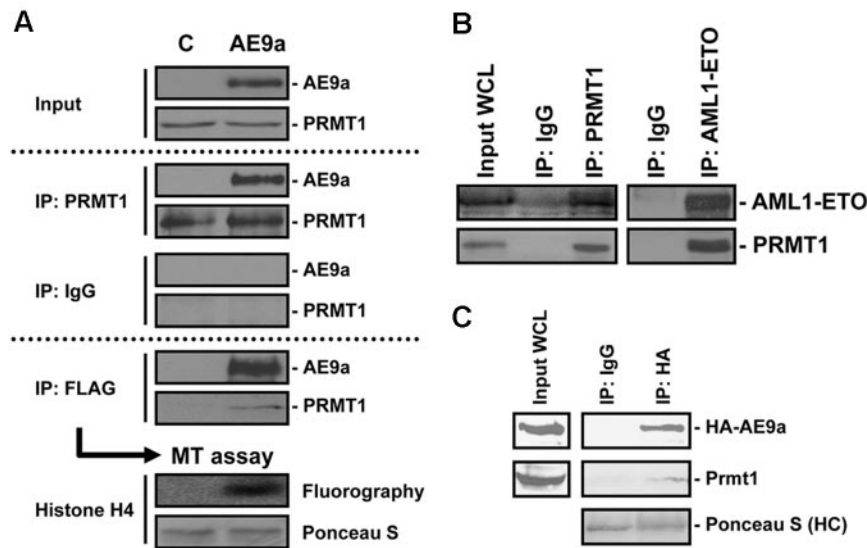 A
C AE9a
Input
- AE9a
- PRMT1
IP: PRMT1
- AE9a
- PRMT1
IP: IgG
- AE9a
- PRMT1
IP: FLAG
- AE9a
- PRMT1
MT assay
Histone H4
Fluorography
Ponceau S
B
Input WCL
IP: IgG
IP: PRMT1
IP: IgG
IP: AML1-ETO
- AML1-ETO
- PRMT1
C
Input WCL
IP: IgG
IP: HA
- HA-AE9a
- Prmt1
- Ponceau S (HC)